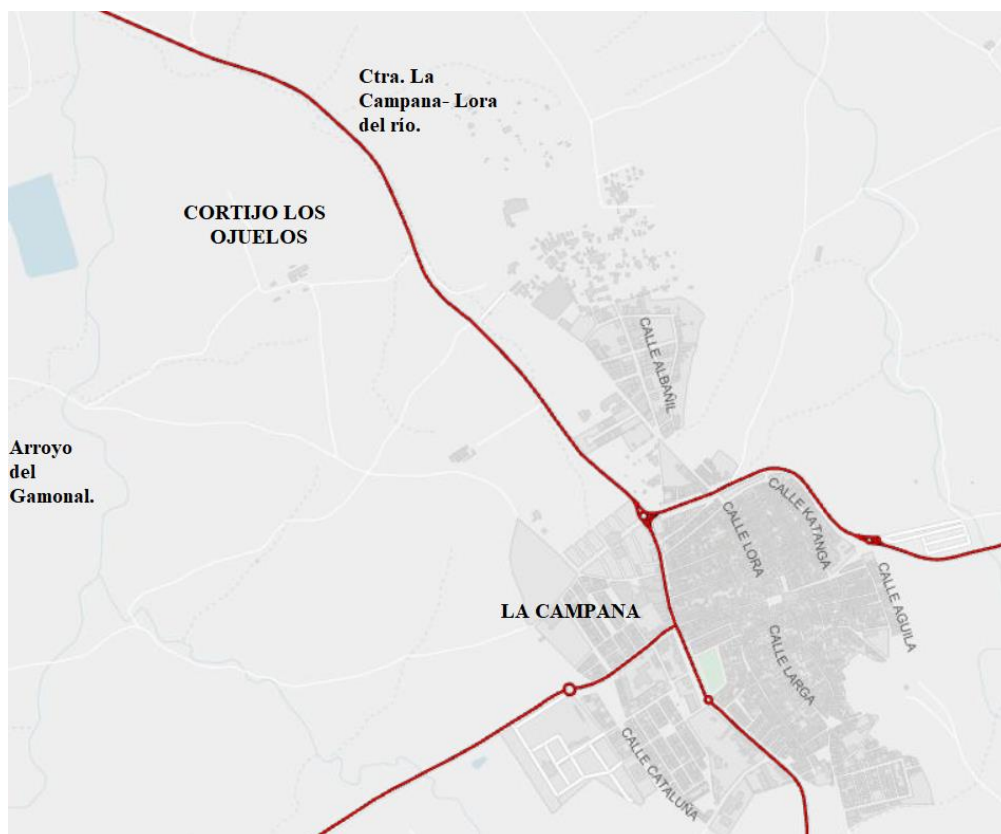 Ctra. La
Campana- Lora
del río.
CORTIJO LOS
OJUELOS
CALLE ALBAÑIL
Arroyo
del
Gamonal.
CALLE KATANGA
CALLE LORA
CALLE AGUILA
LA CAMPANA
CALLE LARGA
CALLE CATALUÑA